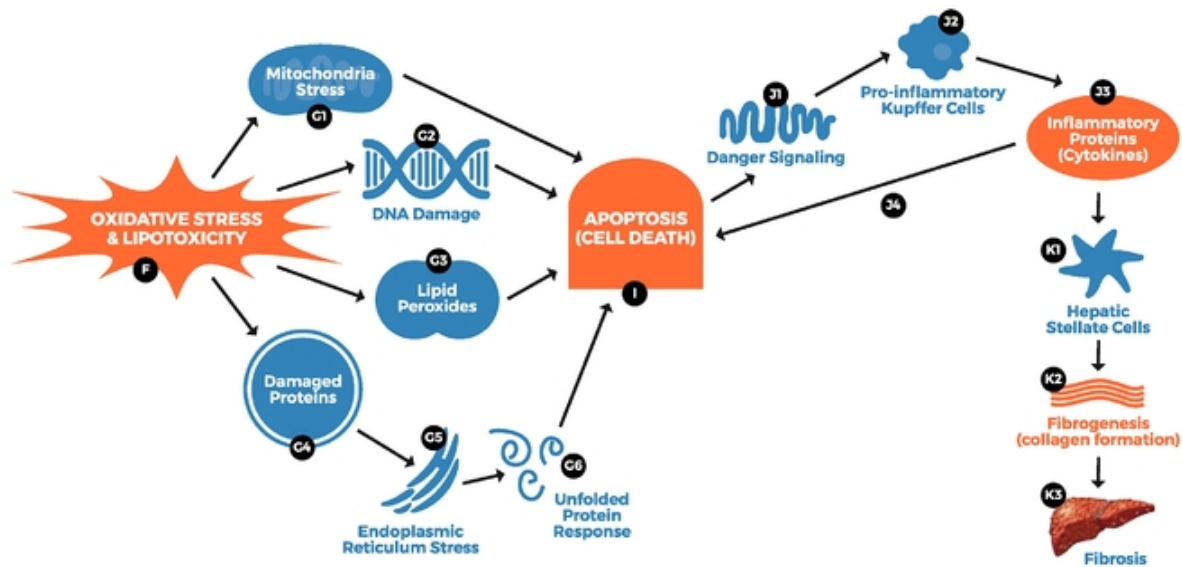 Mitochondria
Stress
G1
G2
DNA Damage
OXIDATIVE STRESS
& LIPOTOXICITY
F
G3
Lipid
Peroxides
Damaged
Proteins
G4
G5
Endoplasmic
Reticulum Stress
G6
Unfolded
Protein
Response
APOPTOSIS
(CELL DEATH)
I
J1
Danger Signaling
J2
Pro-inflammatory
Kupffer Cells
J3
Inflammatory
Proteins
(Cytokines)
J4
K1
Hepatic
Stellate Cells
K2
Fibrogenesis
(collagen formation)
K3
Fibrosis